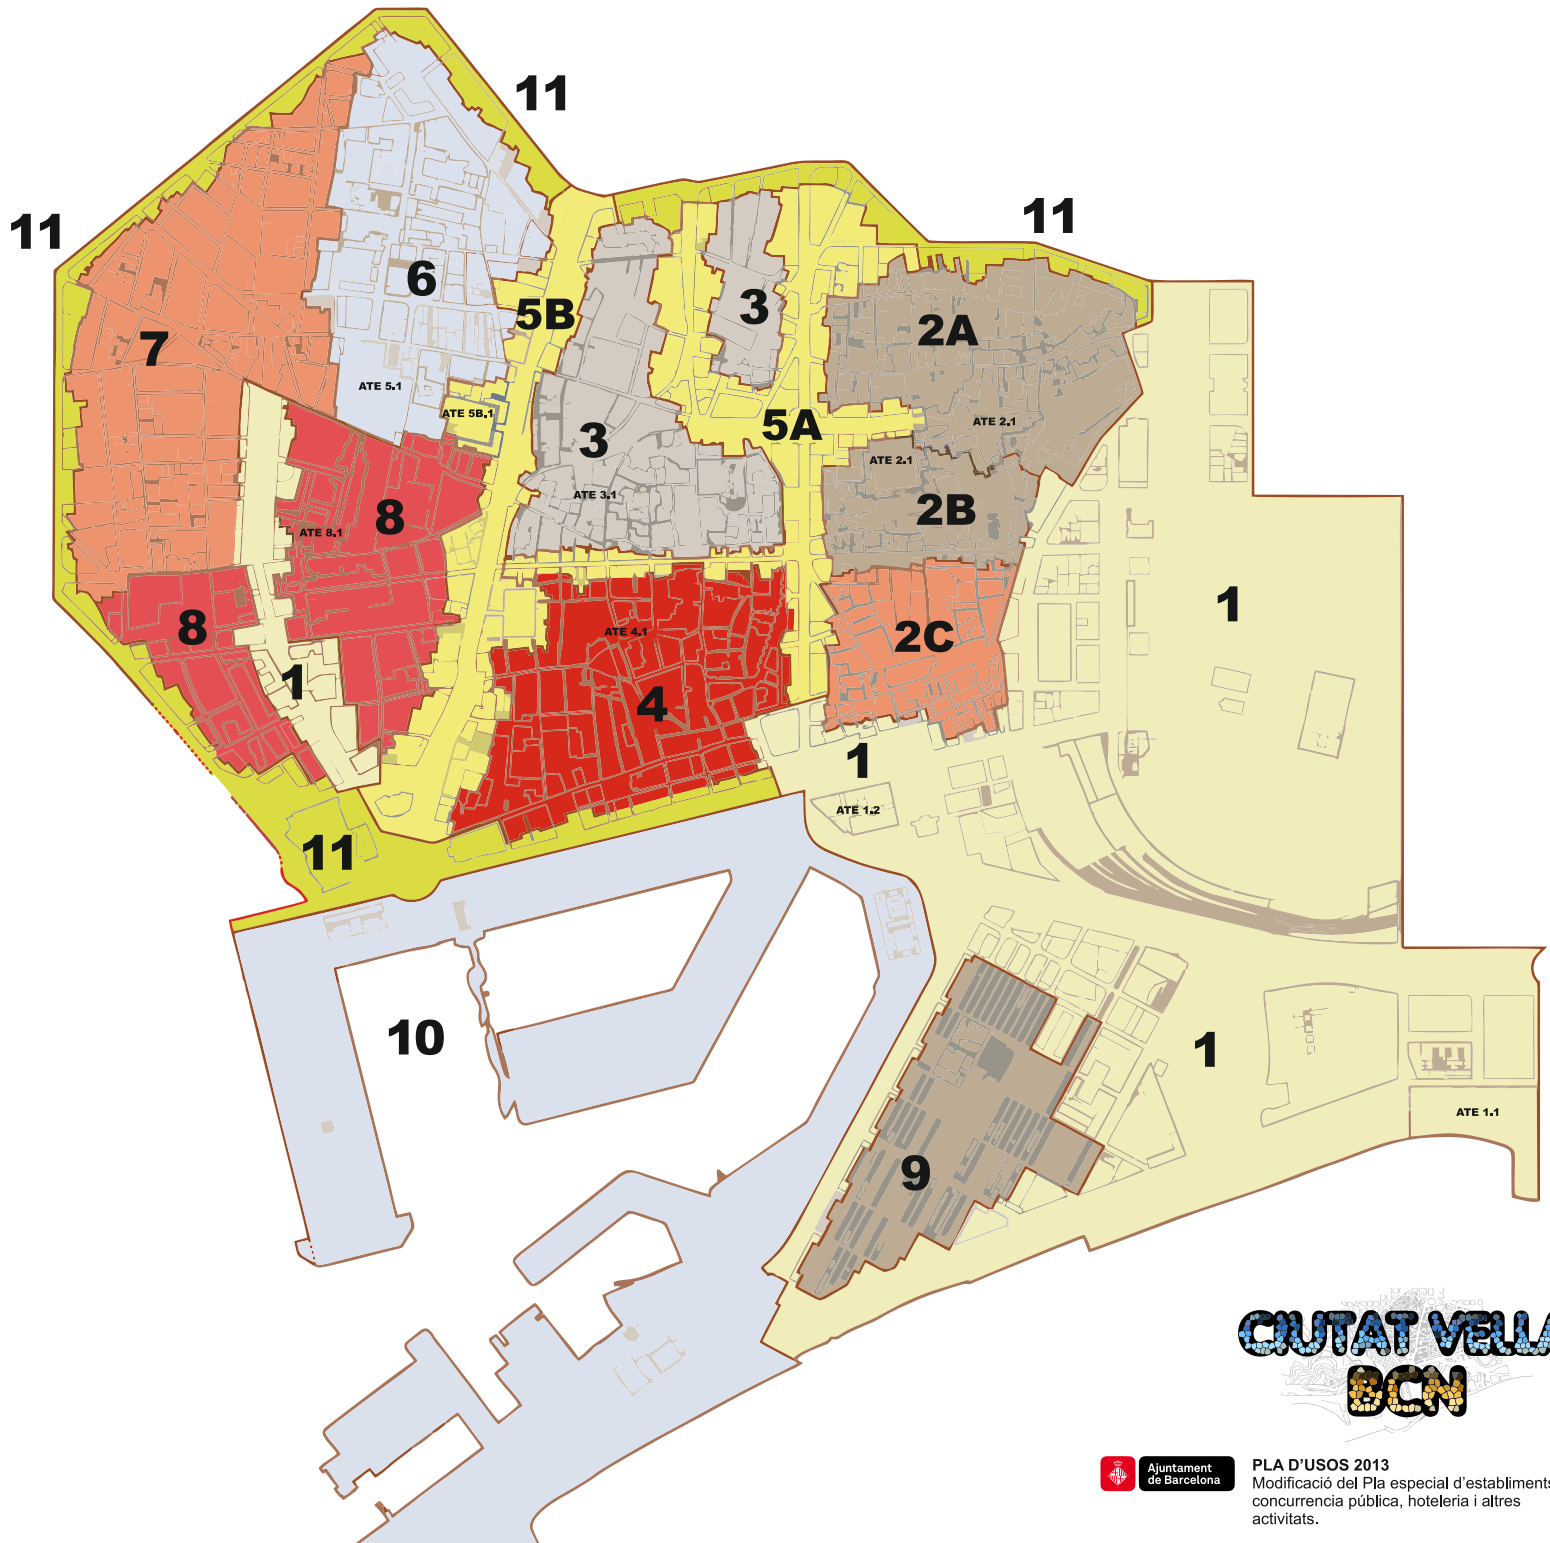 11
11
11
6
7
5B
3
2A
ATE 5.1
ATE 5B.1
5A
3
ATE 2.1
ATE 2.1
ATE 3.1
8
ATE 8.1
2B
1
8
ATE 4.1
2C
1
4
1
ATE 1.2
11
10
1
ATE 1.1
9
CIUTAT VELLA
BCN
Ajuntament
de Barcelona
PLA D'USOS 2013
Modificació del Pla especial d'establiments
concurrencia pública, hoteleria i altres
activitats.